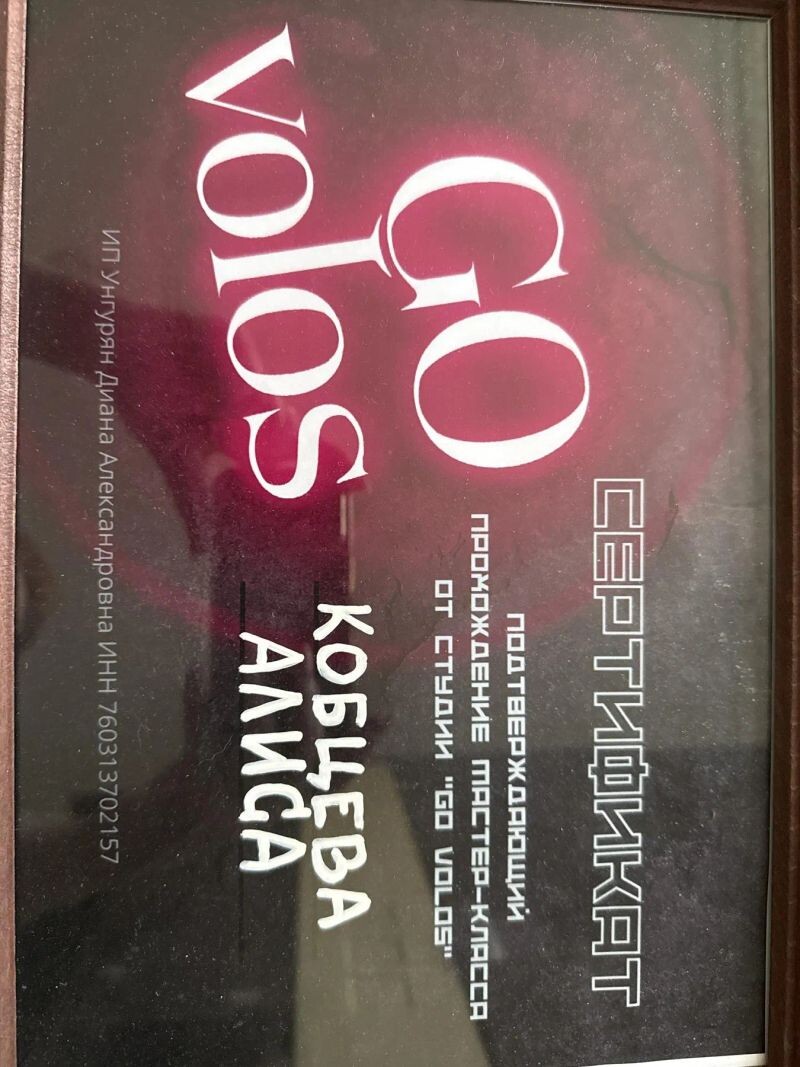 GO
volos
СЕРТИФИКАТ
ПОДТВЕРЖДАЮЩИЙ
ПРОХОЖДЕНИЕ МАСТЕР-КЛАССА
ОТ СТУДИИ "GO VOLOS"
КОБЦЕВА
АЛИСА
ИП Унгурян Диана Александровна ИНН 760313702157